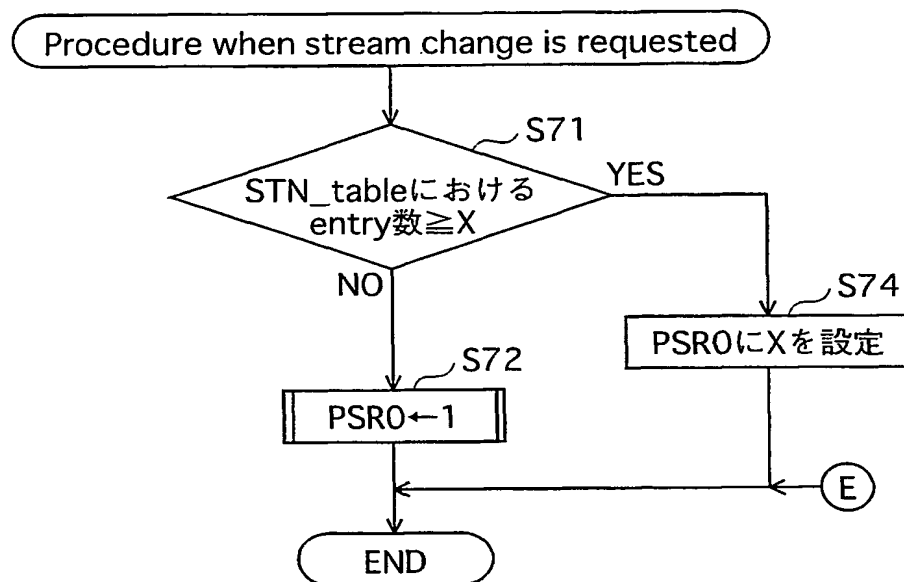 Procedure when stream change is requested
S71
STN_tableにおける
entry数≧X
YES
NO
S74
PSR0にXを設定
S72
PSR0←1
E
END